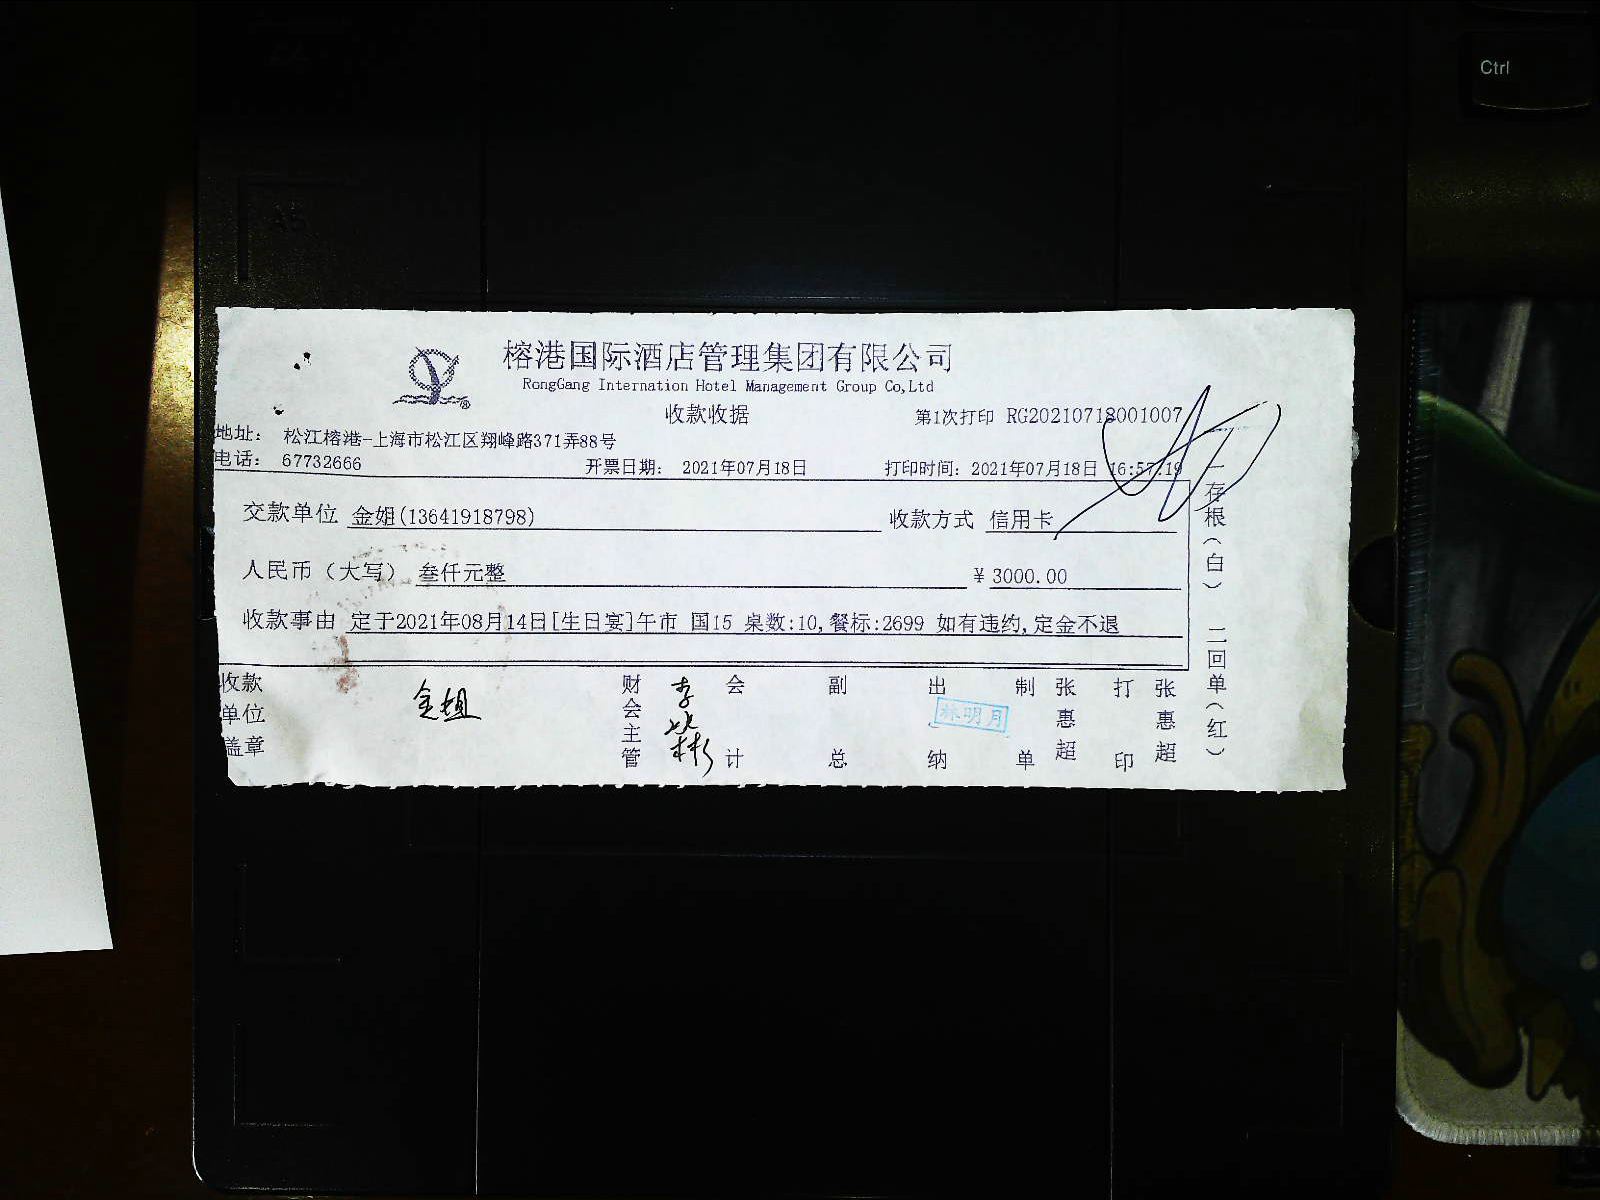 Ctrl
榕港国际酒店管理集团有限公司
RongGang Internation Hotel Management Group Co,Ltd
收款收据
第1次打印 RG20210718001007
地址： 松江榕港-上海市松江区翔峰路371弄88号
电话： 67732666
开票日期： 2021年07月18日
打印时间：2021年07月18日 16:57:19
交款单位 金姐(13641918798)
收款方式 信用卡
人民币（大写） 叁仟元整
¥ 3000.00
收款事由 定于2021年08月14日[生日宴]午市 国15 桌数:10,餐标:2699 如有违约,定金不退
收款单位盖章 金姐
财会主管
会计
副总
出纳 林明月
制单 张惠超
打印 张惠超
一存根（白） 二回单（红）